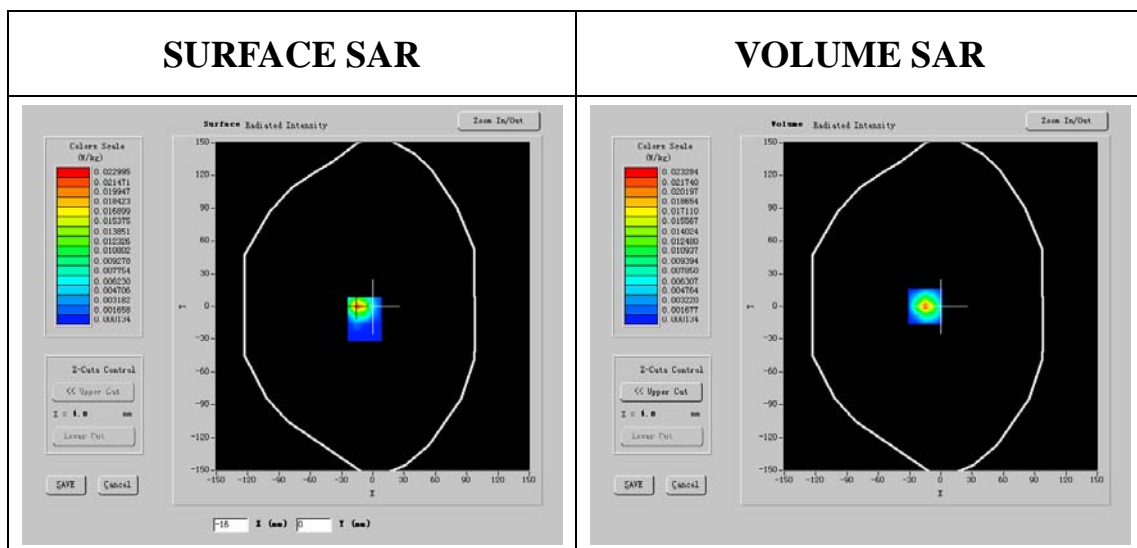 SURFACE SAR
VOLUME SAR
Surface Radiated Intensity
Zoom In/Out
Colors Scale
(W/kg)
0.022995
0.021471
0.019947
0.018423
0.016899
0.015375
0.013851
0.012326
0.010802
0.009278
0.007754
0.006230
0.004706
0.003182
0.001658
0.000134
150
90
60
30
0
-30
-60
-90
-120
-150
-150 -120 -90 -60 -30 0 30 60 90 120 150
X
Y
Z-Cuts Control
<< Upper Cut
Z = 4.0 mm
Lower Cut
SAVE
Cancel
-16 X (mm) 0 Y (mm)
Volume Radiated Intensity
Zoom In/Out
Colors Scale
(W/kg)
0.023284
0.021740
0.020197
0.018654
0.017110
0.015567
0.014024
0.012480
0.010937
0.009394
0.007850
0.006307
0.004764
0.003220
0.001677
0.000134
150
90
60
30
0
-30
-60
-90
-120
-150
-150 -120 -90 -60 -30 0 30 60 90 120 150
X
Y
Z-Cuts Control
<< Upper Cut
Z = 4.0 mm
Lower Cut
SAVE
Cancel